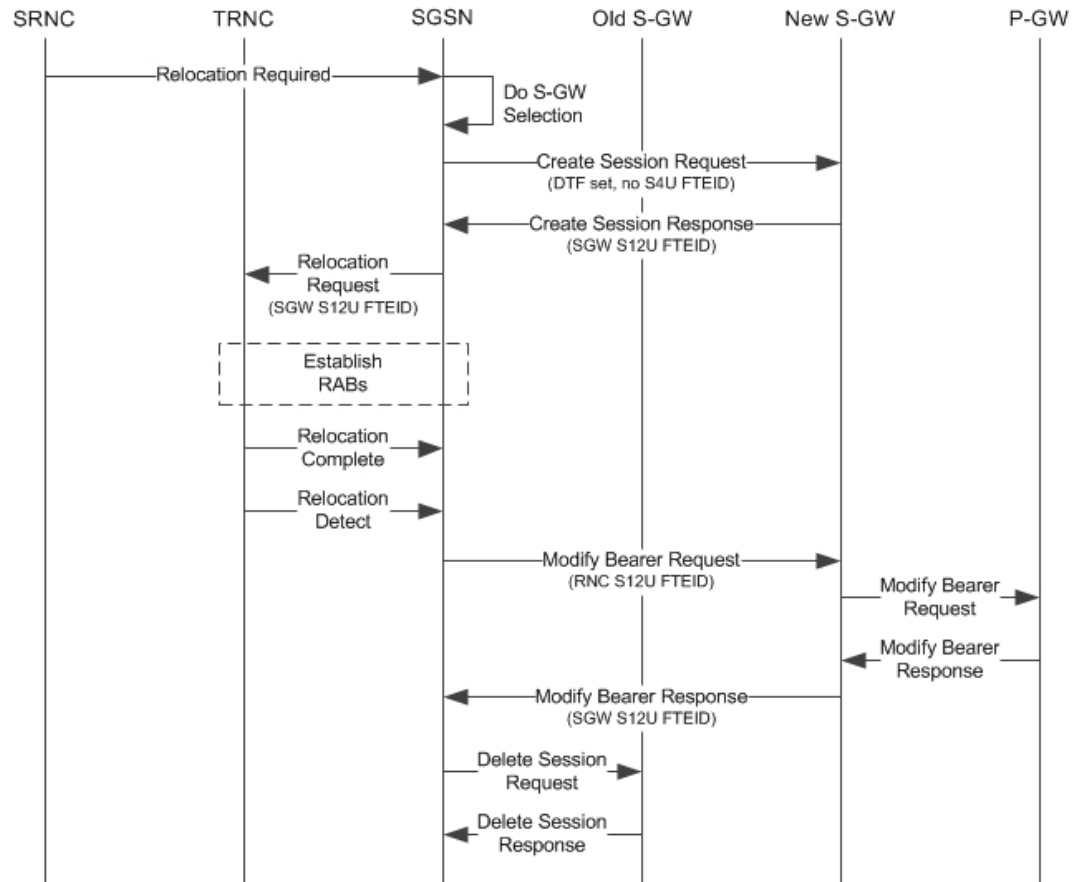 SRNC TRNC SGSN Old S-GW New S-GW P-GW
Relocation Required
Do S-GW
Selection
Create Session Request
(DTF set, no S4U FTEID)
Create Session Response
(SGW S12U FTEID)
Relocation
Request
(SGW S12U FTEID)
Establish
RABs
Relocation
Complete
Relocation
Detect
Modify Bearer Request
(RNC S12U FTEID)
Modify Bearer
Request
Modify Bearer
Response
Modify Bearer Response
(SGW S12U FTEID)
Delete Session
Request
Delete Session
Response